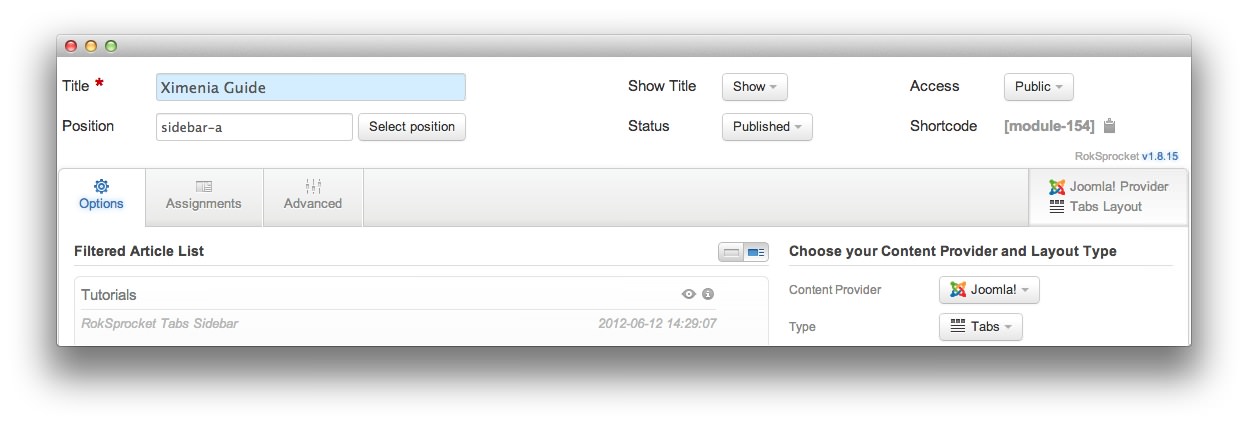 Title * Ximenia Guide Show Title Show Access Public
Position sidebar-a Select position Status Published Shortcode [module-154]
RokSprocket v1.8.15
Options Assignments Advanced
Joomla! Provider
Tabs Layout
Filtered Article List
Tutorials
RokSprocket Tabs Sidebar 2012-06-12 14:29:07
Choose your Content Provider and Layout Type
Content Provider Joomla!
Type Tabs